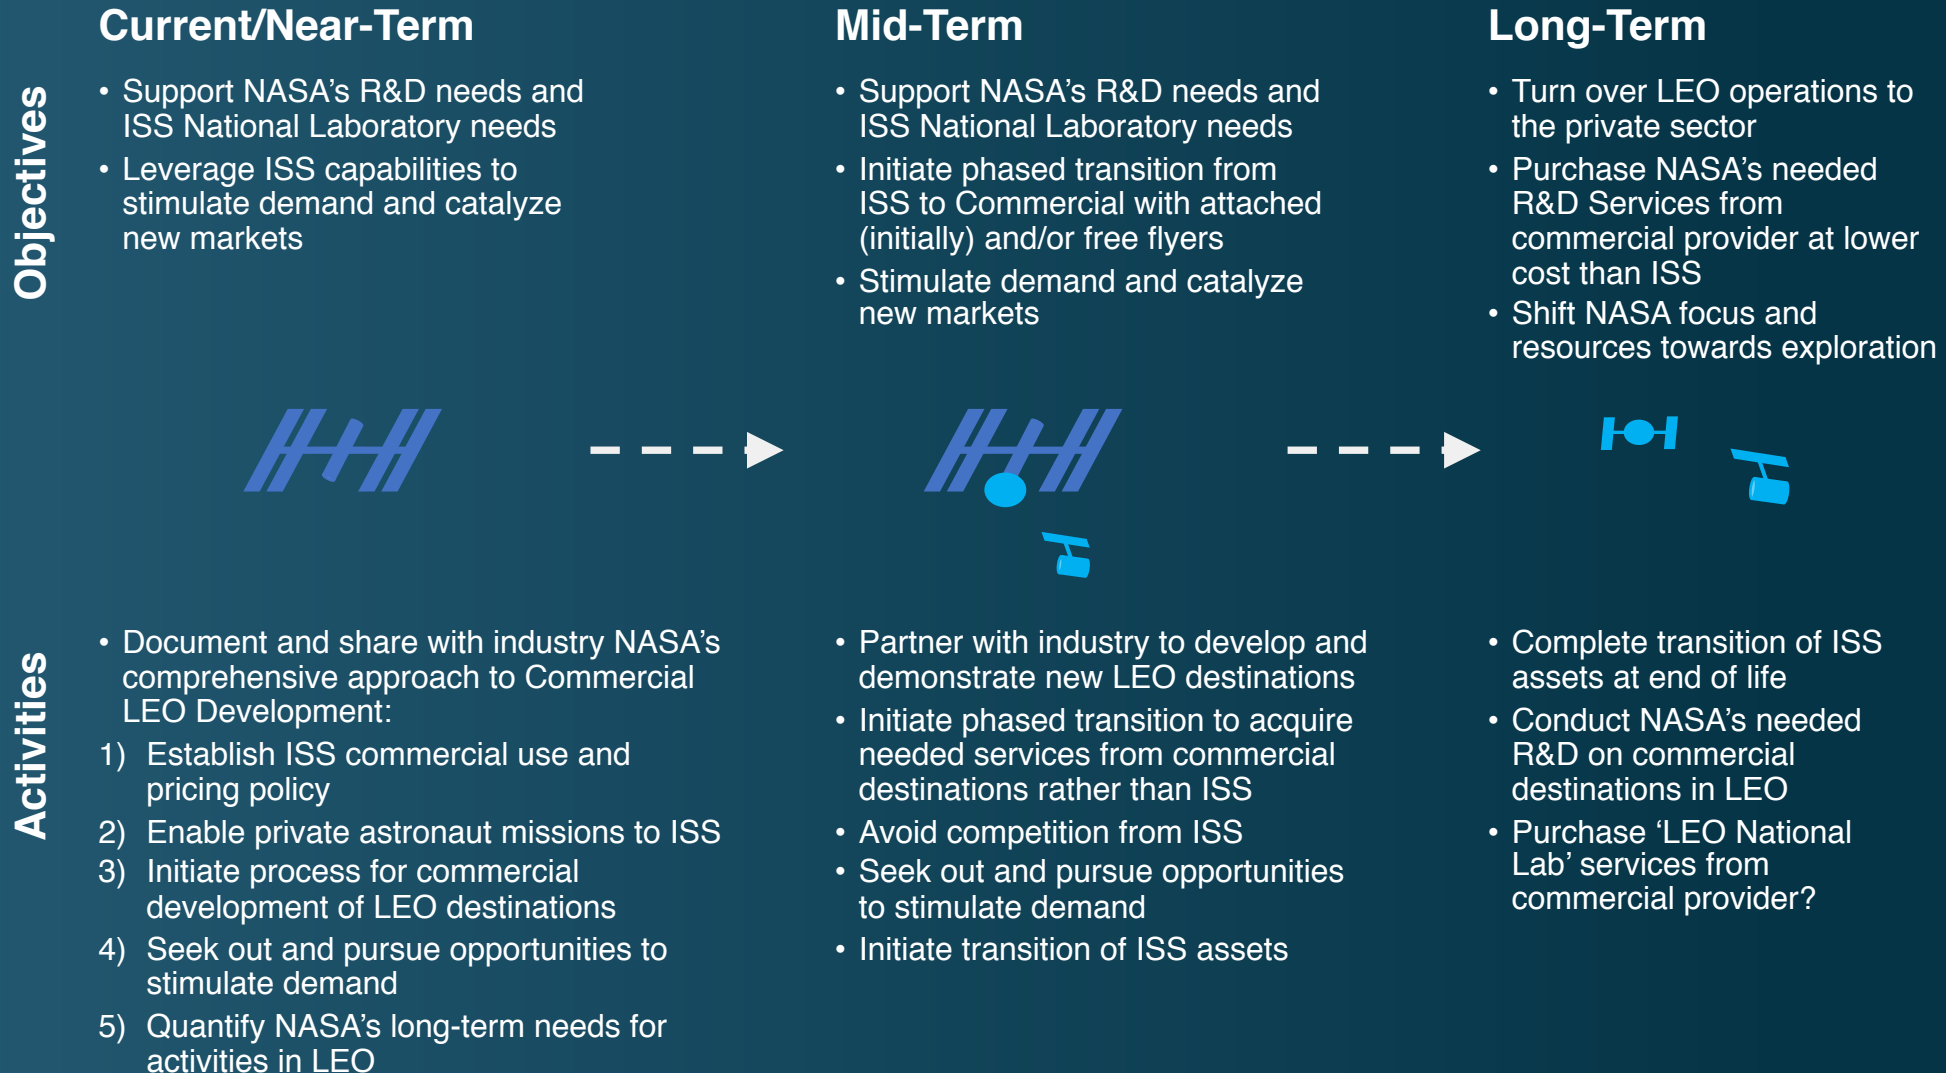 Current/Near-Term
Mid-Term
Long-Term
Objectives
• Support NASA’s R&D needs and
ISS National Laboratory needs
• Leverage ISS capabilities to
stimulate demand and catalyze
new markets
• Support NASA’s R&D needs and
ISS National Laboratory needs
• Initiate phased transition from
ISS to Commercial with attached
(initially) and/or free flyers
• Stimulate demand and catalyze
new markets
• Turn over LEO operations to
the private sector
• Purchase NASA’s needed
R&D Services from
commercial provider at lower
cost than ISS
• Shift NASA focus and
resources towards exploration
Activities
• Document and share with industry NASA’s
comprehensive approach to Commercial
LEO Development:
1) Establish ISS commercial use and
pricing policy
2) Enable private astronaut missions to ISS
3) Initiate process for commercial
development of LEO destinations
4) Seek out and pursue opportunities to
stimulate demand
5) Quantify NASA’s long-term needs for
activities in LEO
• Partner with industry to develop and
demonstrate new LEO destinations
• Initiate phased transition to acquire
needed services from commercial
destinations rather than ISS
• Avoid competition from ISS
• Seek out and pursue opportunities
to stimulate demand
• Initiate transition of ISS assets
• Complete transition of ISS
assets at end of life
• Conduct NASA’s needed
R&D on commercial
destinations in LEO
• Purchase ‘LEO National
Lab’ services from
commercial provider?